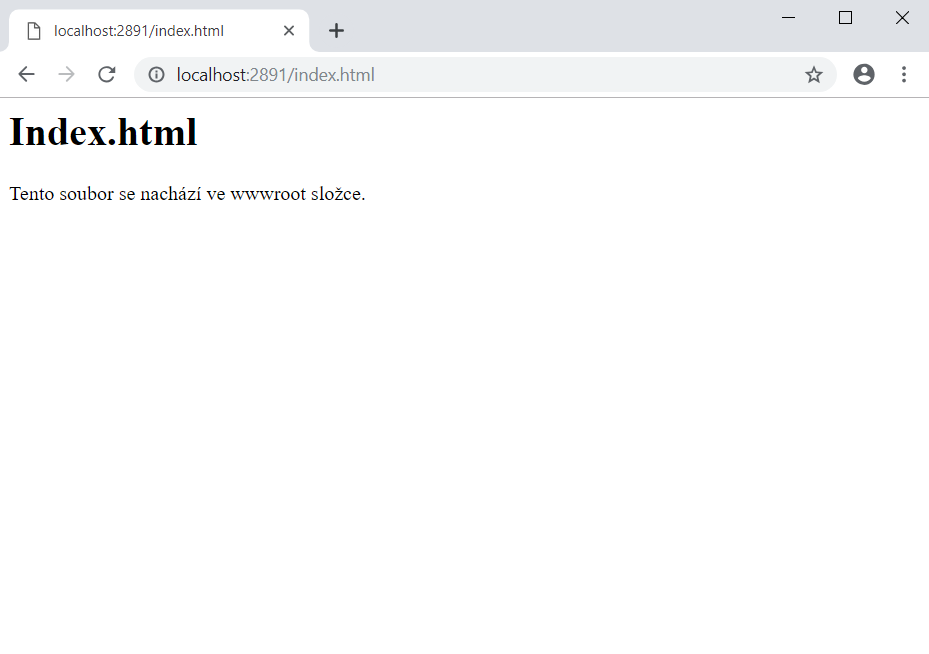 localhost:2891/index.html
localhost:2891/index.html
Index.html
Tento soubor se nachází ve wwwroot složce.